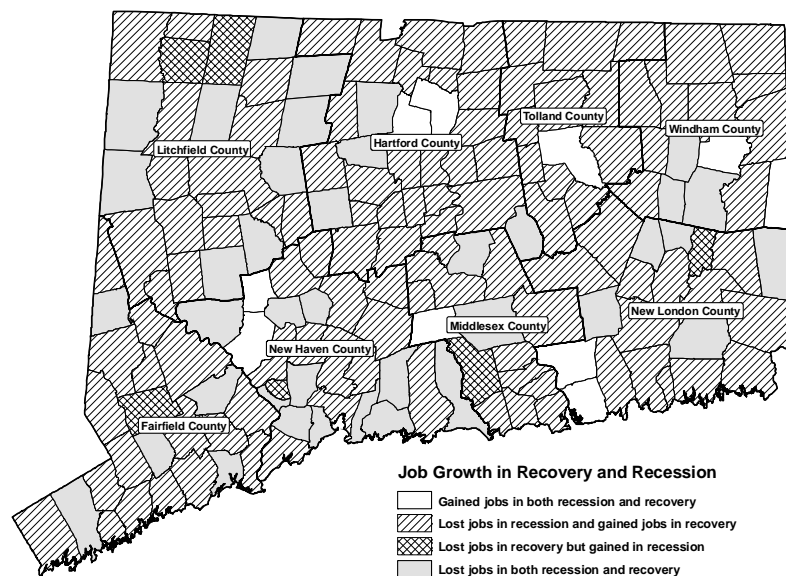 Tolland County
Windham County
Hartford County
Litchfield County
New London County
Middlesex County
New Haven County
Fairfield County
Job Growth in Recovery and Recession
Gained jobs in both recession and recovery
Lost jobs in recession and gained jobs in recovery
Lost jobs in recovery but gained in recession
Lost jobs in both recession and recovery